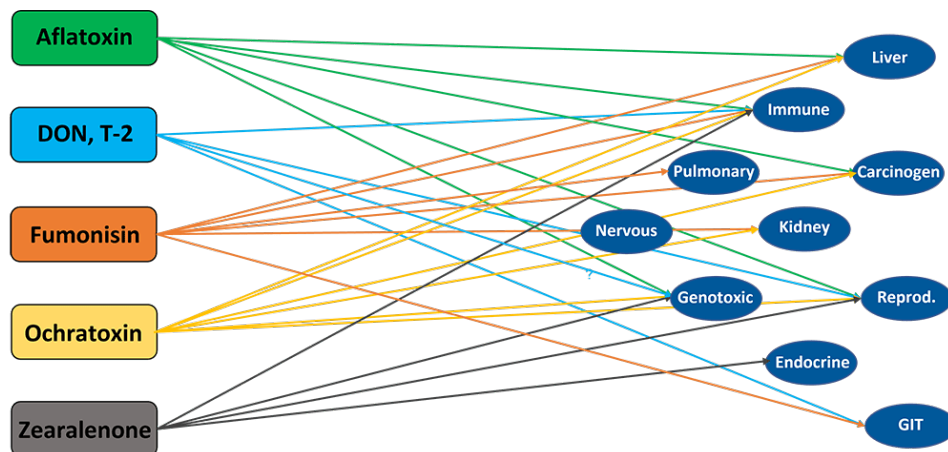 Aflatoxin
DON, T-2
Fumonisin
Ochratoxin
Zearalenone
Liver
Immune
Pulmonary
Carcinogen
Nervous
Kidney
?
Genotoxic
Reprod.
Endocrine
GIT